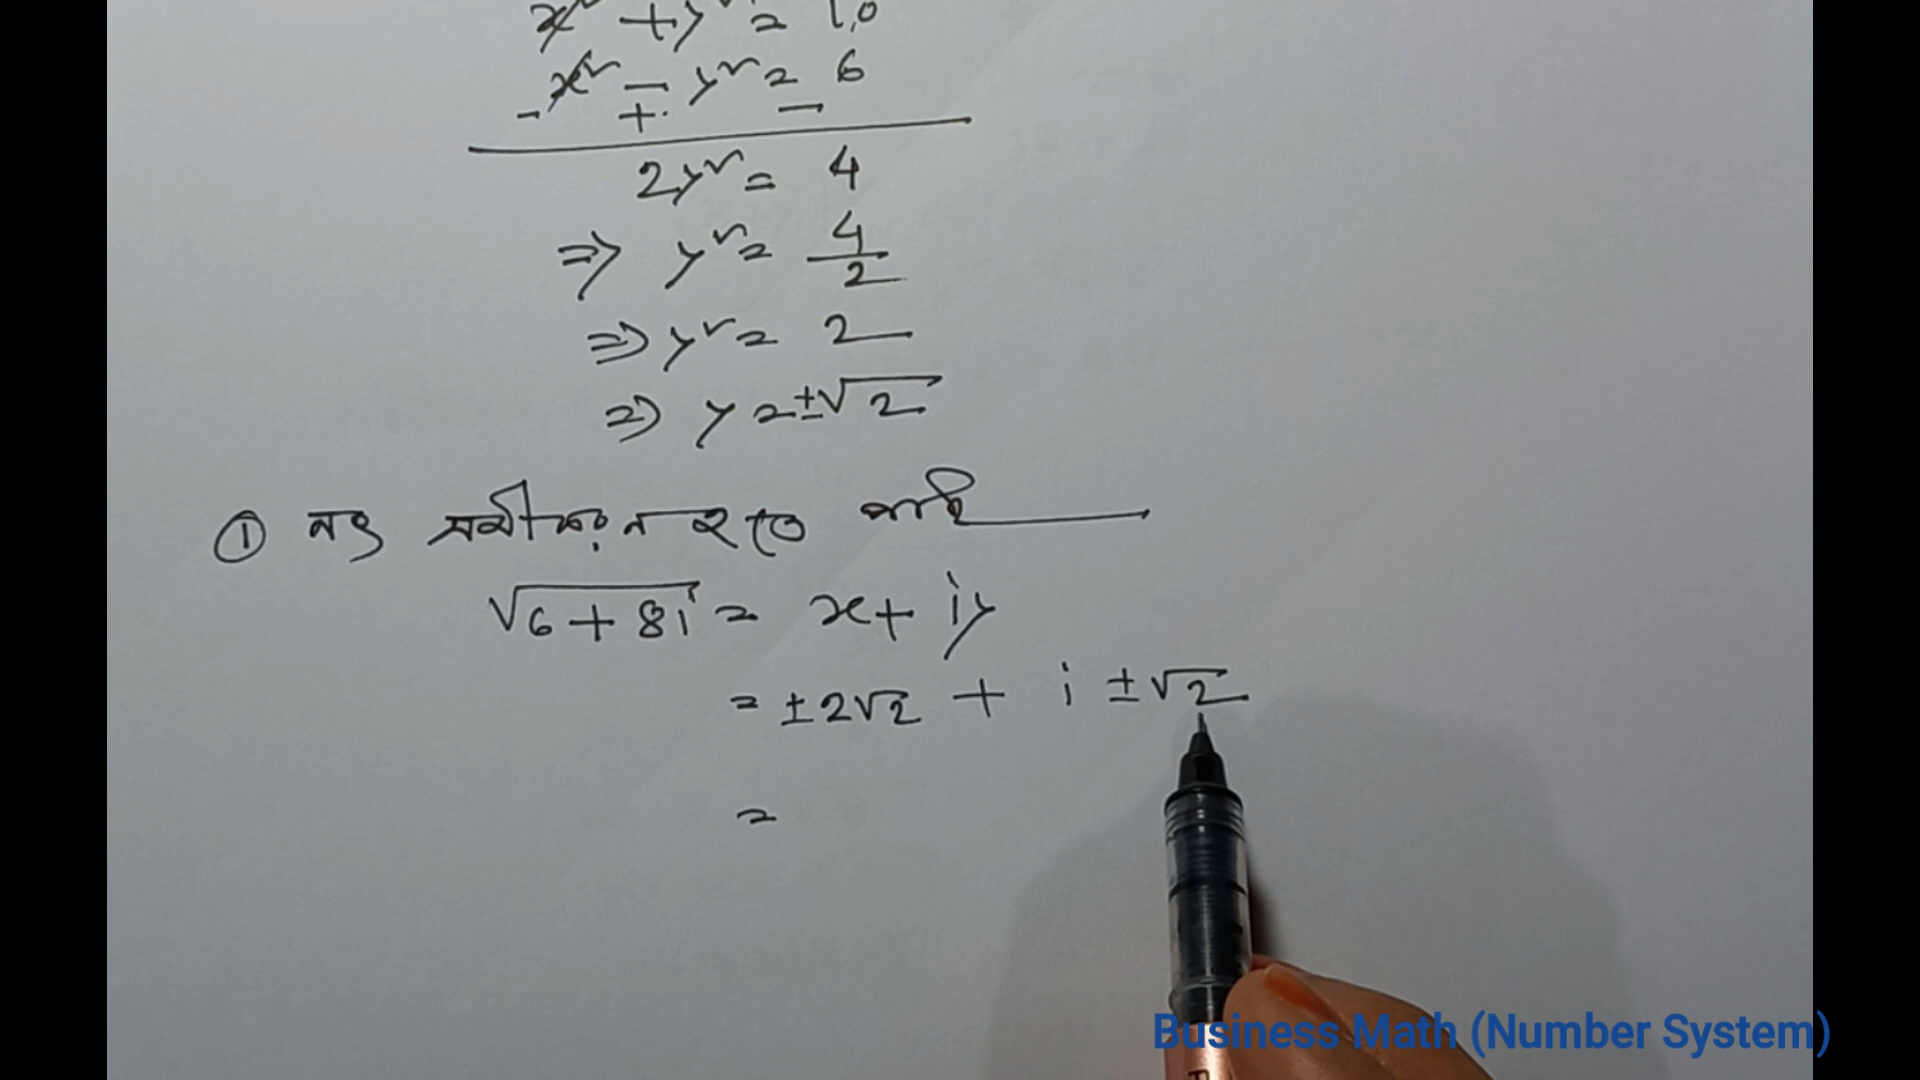 x² + y² = 10
x² - y² = 6
- + -
2y² = 4
⇒ y² = 4/2
⇒ y² = 2
⇒ y = ±√2
① নং সমীকরন হতে পাই
√6 + 8i = x + iy
= ±2√2 + i ±√2
=
Business Math (Number System)